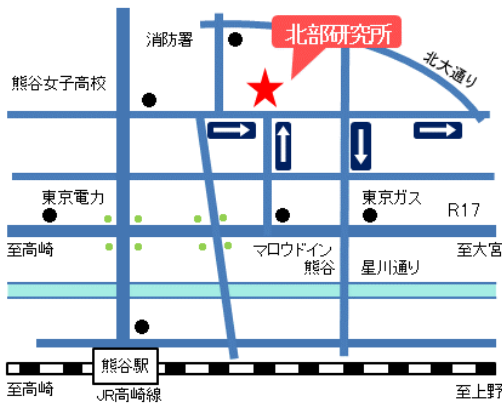 消防署
北部研究所
北大通り
熊谷女子高校
東京電力
東京ガス
R17
至高崎
マロウドイン
熊谷
星川通り
至大宮
熊谷駅
至高崎
JR高崎線
至上野